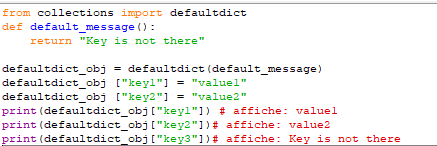 from collections import defaultdict
def default_message():
    return "Key is not there"

defaultdict_obj = defaultdict(default_message)
defaultdict_obj ["key1"] = "value1"
defaultdict_obj ["key2"] = "value2"
print(defaultdict_obj["key1"]) # affiche: value1
print(defaultdict_obj["key2"])# affiche: value2
print(defaultdict_obj["key3"])# affiche: Key is not there